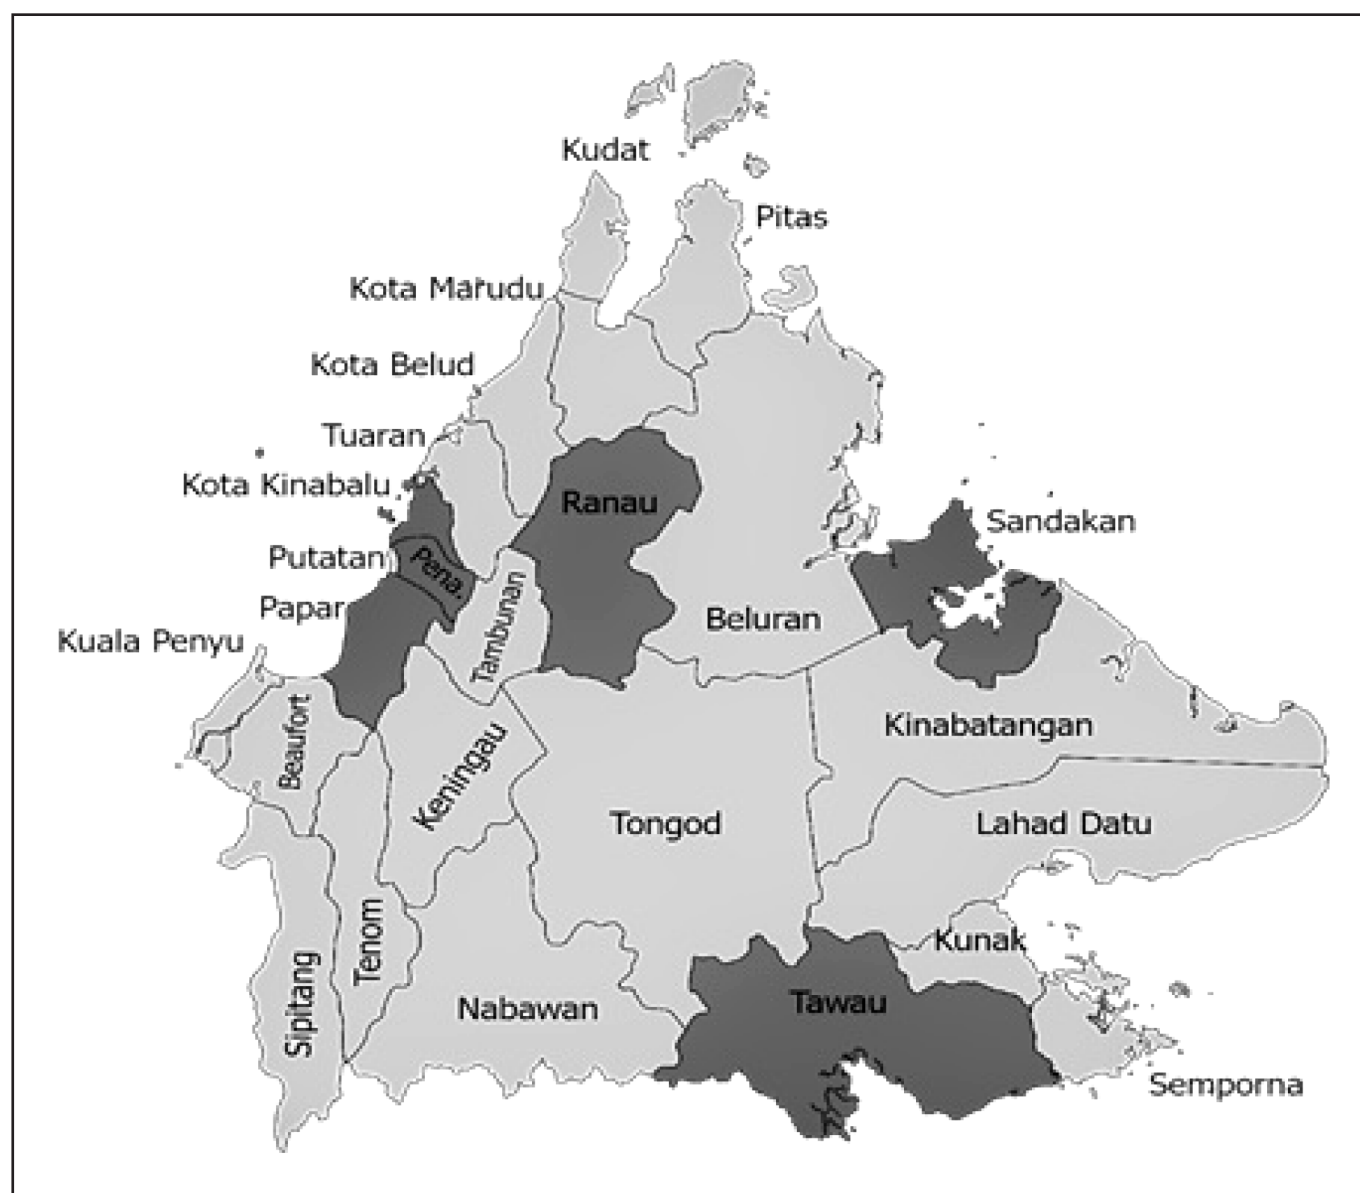 Kudat
Pitas
Kota Marudu
Kota Belud
Tuaran
Kota Kinabalu
Ranau
Sandakan
Putatan
Pena.
Papar
Tambunan
Beluran
Kuala Penyu
Beaufort
Keningau
Kinabatangan
Tongod
Lahad Datu
Tenom
Kunak
Sipitang
Nabawan
Tawau
Semporna